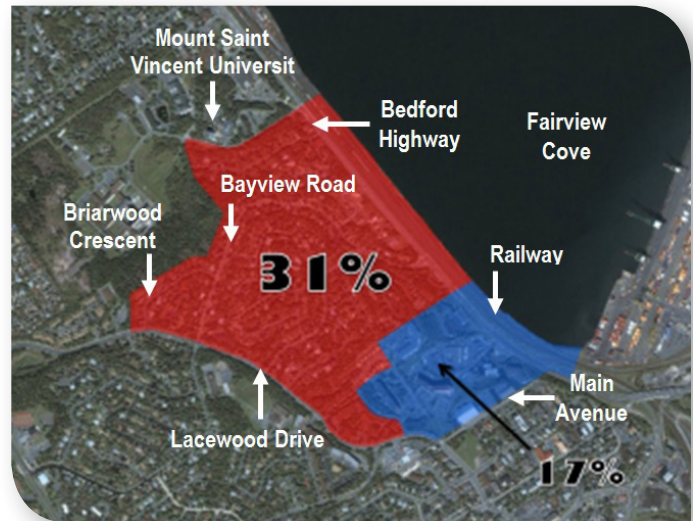 Mount Saint
Vincent Universit
Bedford
Highway
Fairview
Cove
Bayview Road
Briarwood
Crescent
31%
Railway
Main
Avenue
Lacewood Drive
17%